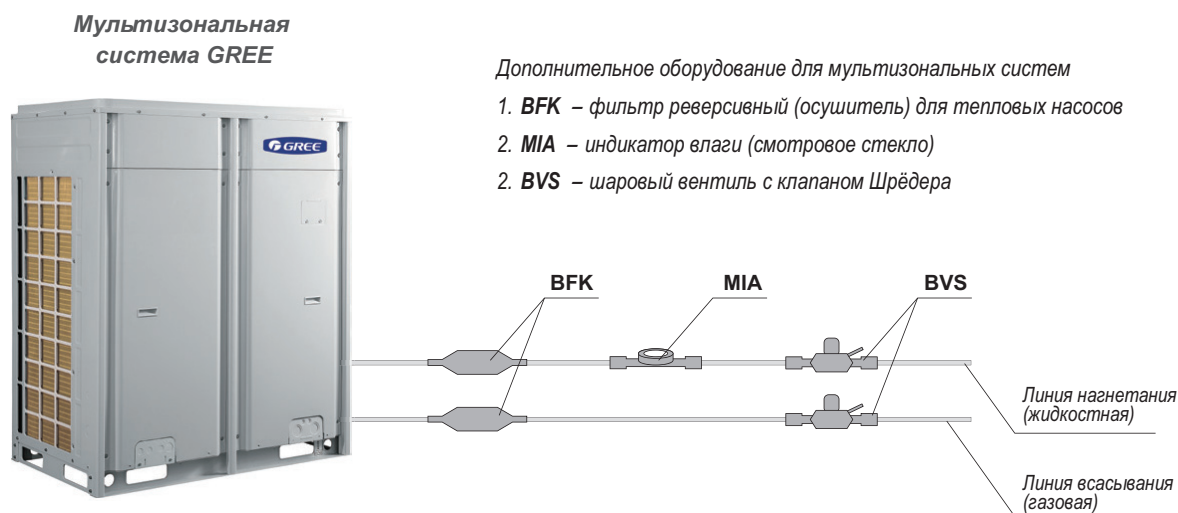 Мультизональная
система GREE
Дополнительное оборудование для мультизональных систем
1. BFK – фильтр реверсивный (осушитель) для тепловых насосов
2. MIA – индикатор влаги (смотровое стекло)
2. BVS – шаровый вентиль с клапаном Шрёдера
GREE
BFK
MIA
BVS
Линия нагнетания
(жидкостная)
Линия всасывания
(газовая)